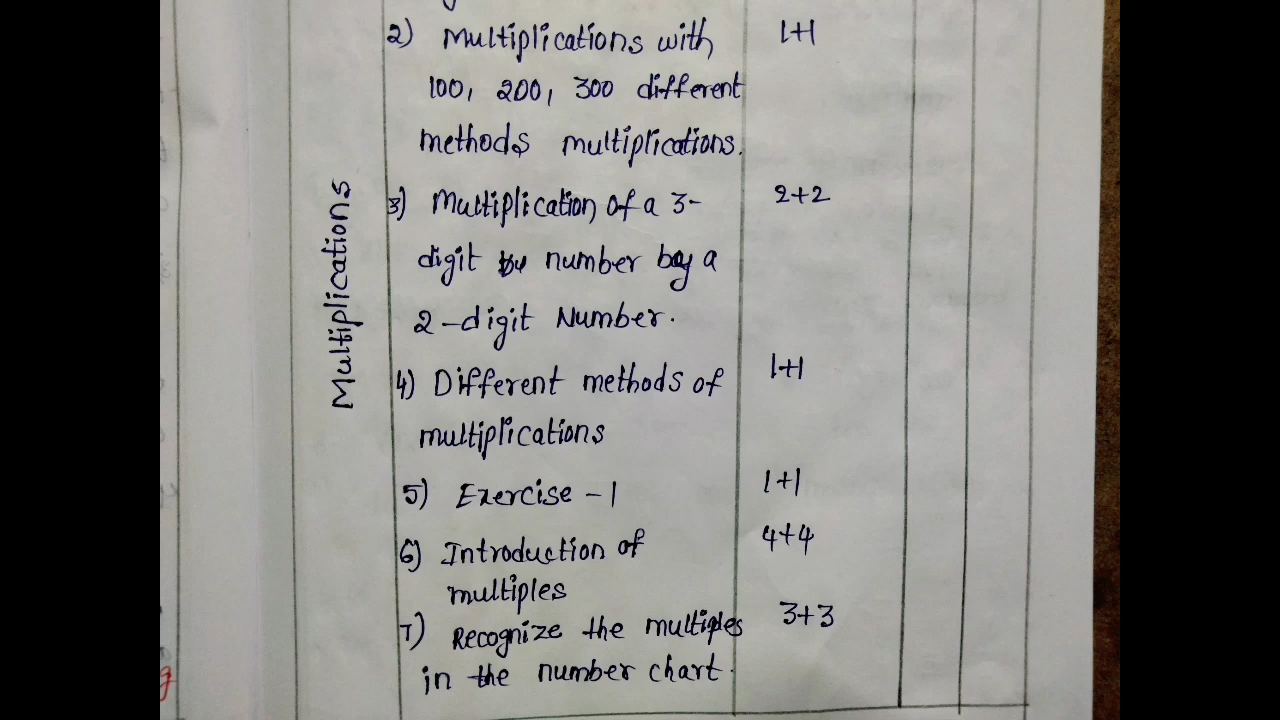 2) Multiplications with 1+1
100, 200, 300 different
methods multiplications.
Multiplications
3) Multiplication of a 3- 2+2
digit number by a
2-digit Number.
4) Different methods of 1+1
multiplications
5) Exercise -1 1+1
6) Introduction of 4+4
multiples
7) Recognize the multiples 3+3
in the number chart.